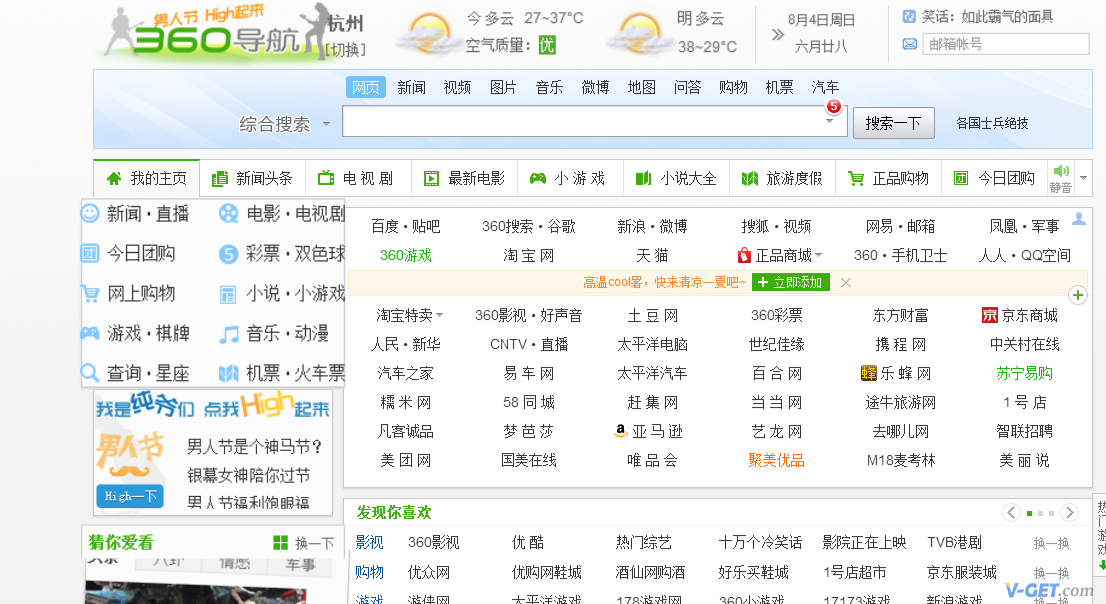 男人节 High起来
360导航
杭州
[切换]
今 多云 27~37°C
空气质量: 优
明 多云
38~29°C
8月4日周日
六月廿八
笑话: 如此霸气的面具
邮箱帐号
网页 新闻 视频 图片 音乐 微博 地图 问答 购物 机票 汽车
综合搜索 5 搜索一下 各国士兵绝技
我的主页 新闻头条 电 视 剧 最新电影 小 游 戏 小说大全 旅游度假 正品购物 今日团购 静音
新闻·直播 电影·电视剧
今日团购 彩票·双色球
网上购物 小说·小游戏
游戏·棋牌 音乐·动漫
查询·星座 机票·火车票
百度·贴吧 360搜索·谷歌 新浪·微博 搜狐·视频 网易·邮箱 凤凰·军事
360游戏 淘 宝 网 天 猫 正品商城 360·手机卫士 人人·QQ空间
高温cool署，快来清凉一夏吧~ 立即添加
淘宝特卖 360影视·好声音 土 豆 网 360彩票 东方财富 京东商城
人民·新华 CNTV·直播 太平洋电脑 世纪佳缘 携 程 网 中关村在线
汽车之家 易 车 网 太平洋汽车 百 合 网 乐 蜂 网 苏宁易购
糯 米 网 58 同 城 赶 集 网 当 当 网 途牛旅游网 1 号 店
凡客诚品 梦 芭 莎 亚 马 逊 艺 龙 网 去哪儿网 智联招聘
美 团 网 国美在线 唯 品 会 聚美优品 M18麦考林 美 丽 说
我是纯爷们 点我High起来
男人节
High一下
男人节是个神马节？
银幕女神陪你过节
男人节福利饱眼福
猜你爱看 换一下
头条 八卦 情感 军事
发现你喜欢
影视 360影视 优 酷 热门综艺 十万个冷笑话 影院正在上映 TVB港剧 换一换
购物 优众网 优购网鞋城 酒仙网购酒 好乐买鞋城 1号店超市 京东服装城 换一换
游戏 游侠网 太平洋游戏 178游戏网 360小游戏 17173游戏 新浪游戏 换一换
热门游戏
V-GET.com